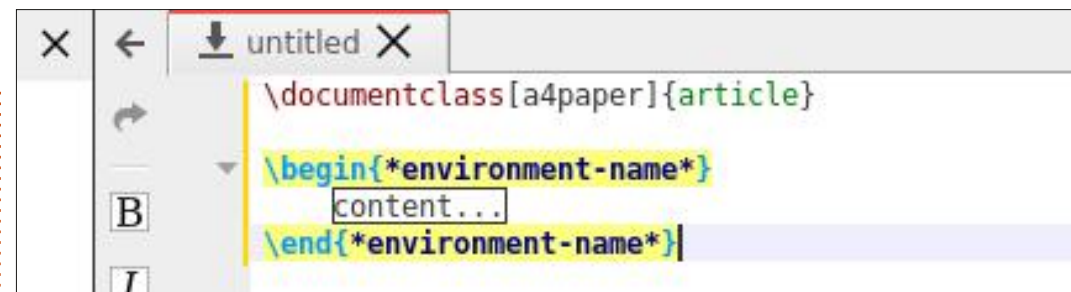 untitled
\documentclass[a4paper]{article}
\begin{*environment-name*}
content...
\end{*environment-name*}
B
I